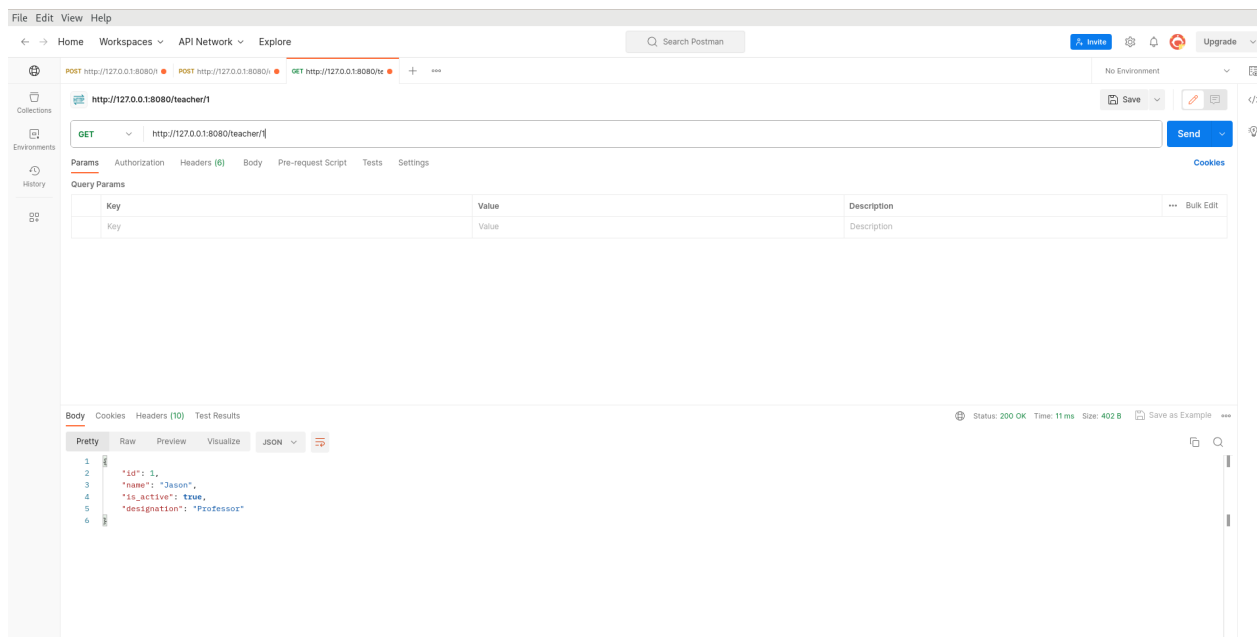 File Edit View Help
Home Workspaces API Network Explore Search Postman Invite Upgrade
POST http://127.0.0.1:8080/ POST http://127.0.0.1:8080/ GET http://127.0.0.1:8080/te No Environment
http://127.0.0.1:8080/teacher/1 Save
Collections
GET http://127.0.0.1:8080/teacher/1 Send
Environments
Params Authorization Headers (6) Body Pre-request Script Tests Settings Cookies
History
Query Params
Key Value Description Bulk Edit
Key Value Description
Body Cookies Headers (10) Test Results Status: 200 OK Time: 11 ms Size: 402 B Save as Example
Pretty Raw Preview Visualize JSON
1 {
2 "id": 1,
3 "name": "Jason",
4 "is_active": true,
5 "designation": "Professor"
6 }